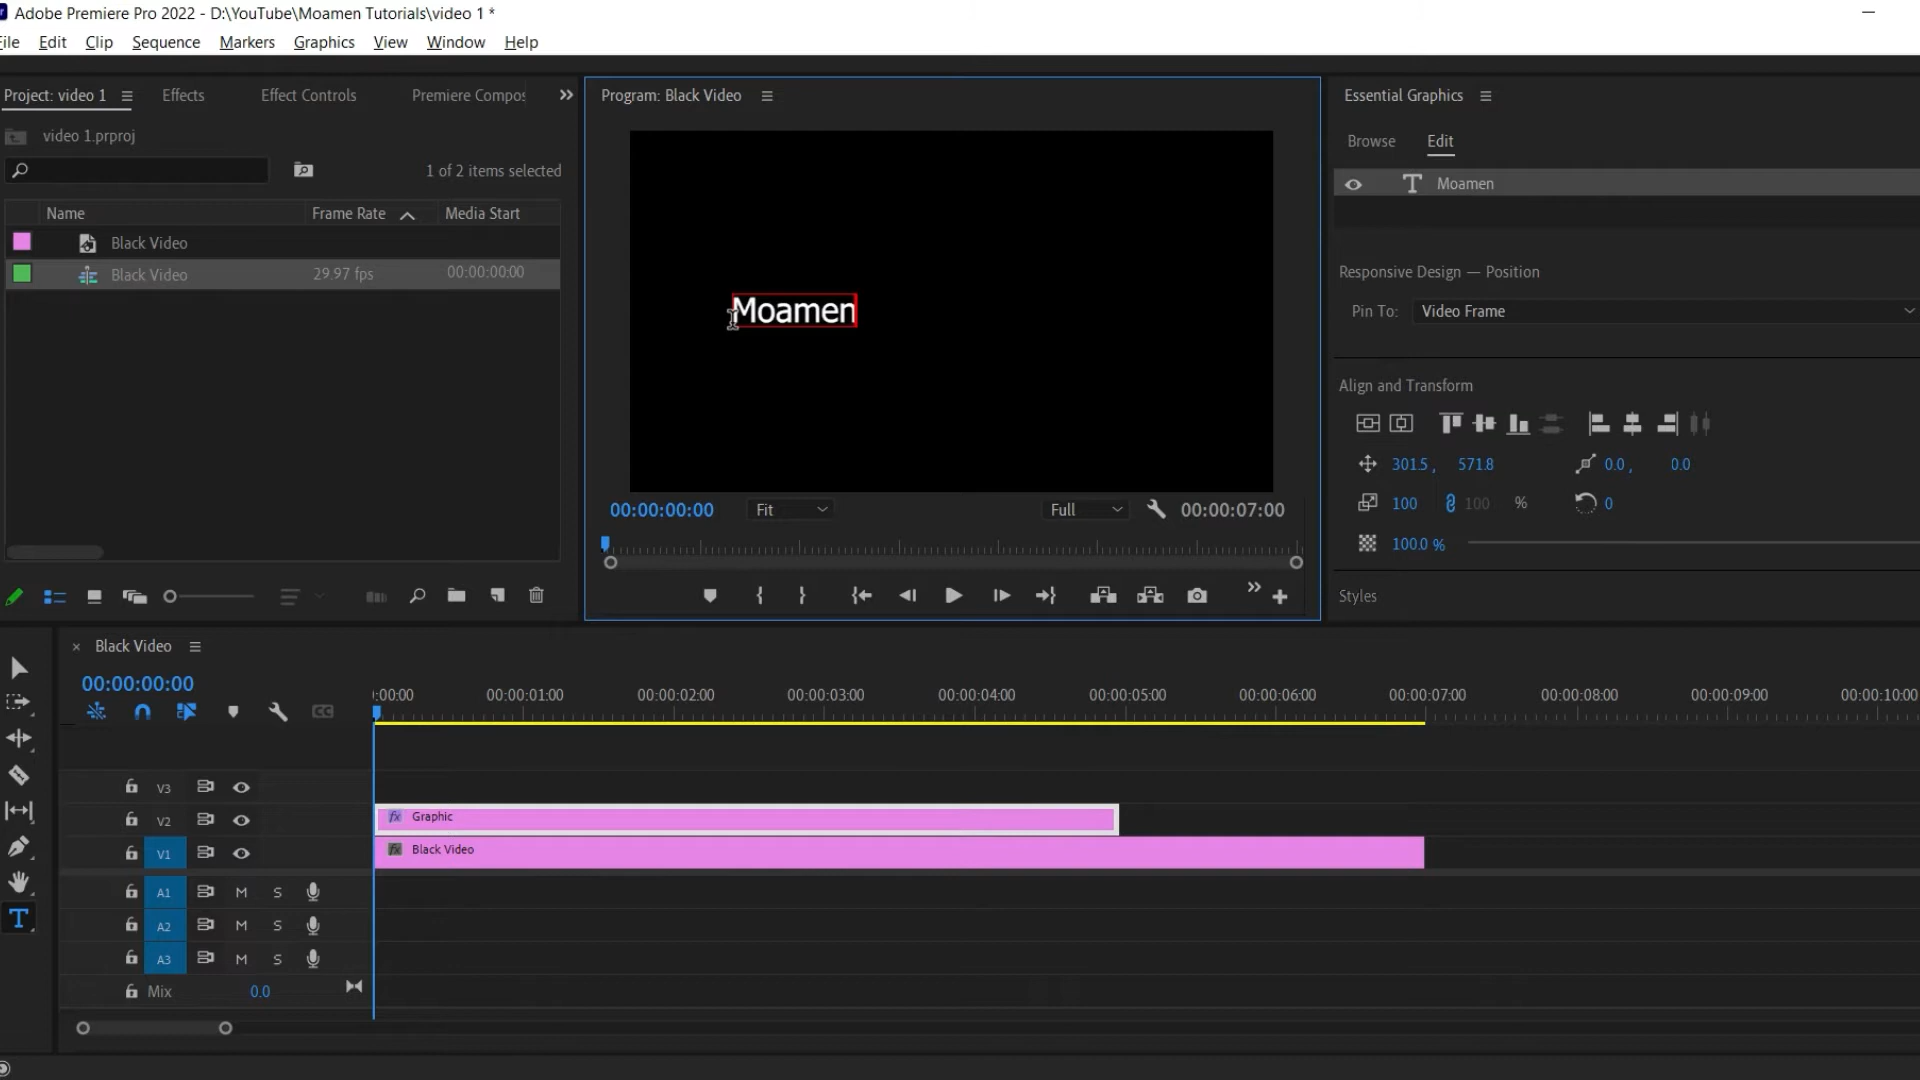 Adobe Premiere Pro 2022 - D:\YouTube\Moamen Tutorials\video 1 *
File Edit Clip Sequence Markers Graphics View Window Help
Project: video 1 Effects Effect Controls Premiere Compos
video 1.prproj
1 of 2 items selected
Name Frame Rate Media Start
Black Video
Black Video 29.97 fps 00:00:00:00
Program: Black Video
Moamen
00:00:00:00 Fit Full 00:00:07:00
Essential Graphics
Browse Edit
T Moamen
Responsive Design — Position
Pin To: Video Frame
Align and Transform
301.5 , 571.8 0.0 , 0.0
100 100 % 0
100.0 %
Styles
× Black Video
00:00:00:00
:00:00 00:00:01:00 00:00:02:00 00:00:03:00 00:00:04:00 00:00:05:00 00:00:06:00 00:00:07:00 00:00:08:00 00:00:09:00 00:00:10:00
CC
V3
V2 fx Graphic
V1 fx Black Video
A1 M S
T
A2 M S
A3 M S
Mix 0.0